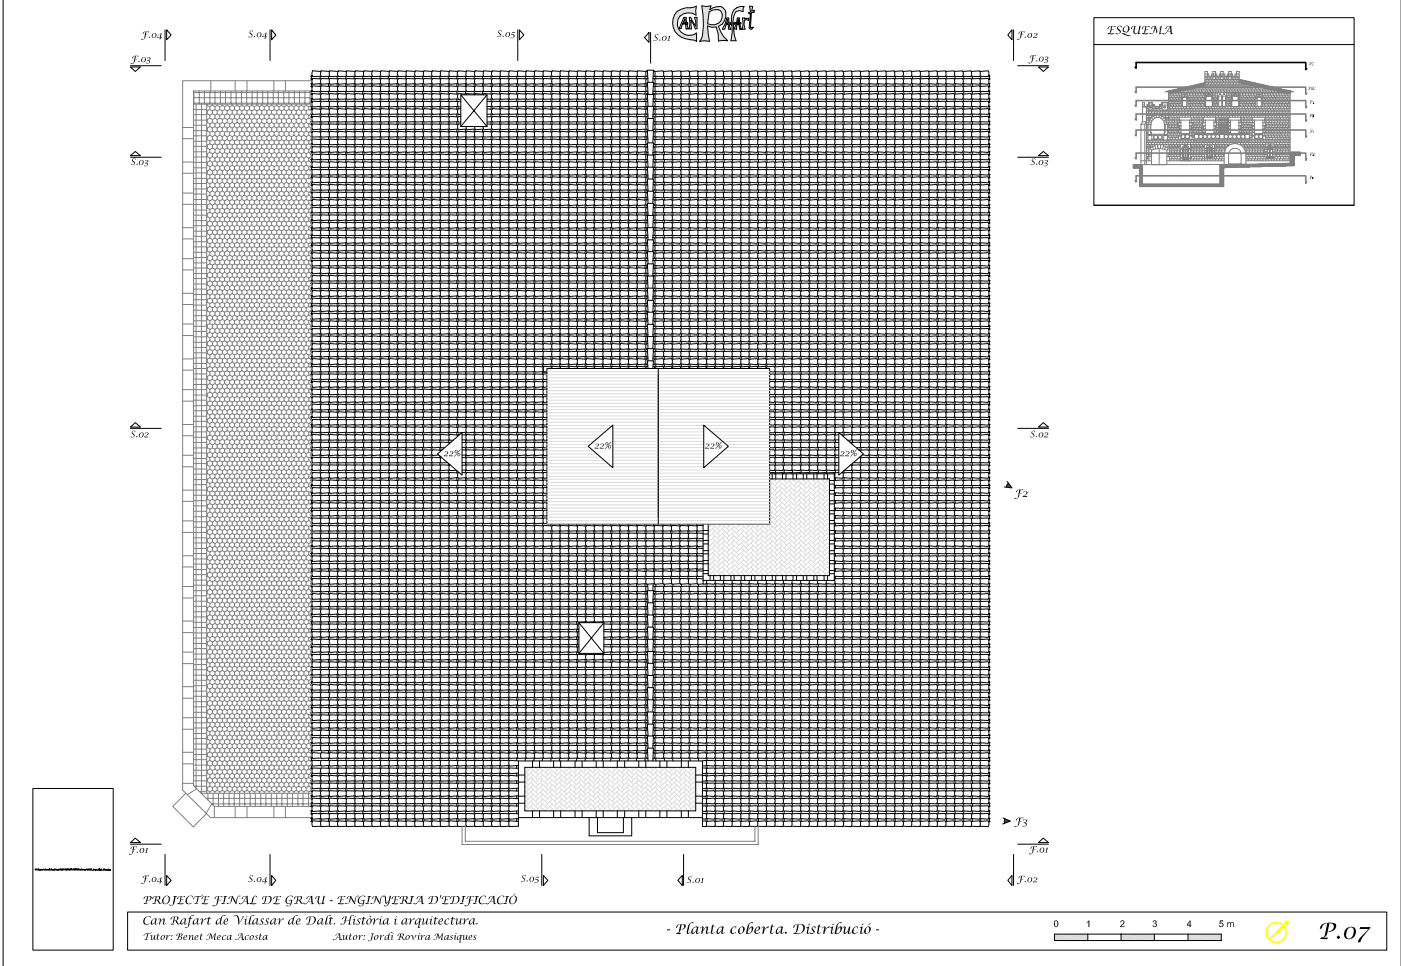 CAN RAfArt
F.04
S.04
S.05
S.01
F.02
F.03
F.03
ESQUEMA
S.03
S.03
S.02
S.02
22%
22%
22%
22%
F2
F3
F.01
F.01
F.04
S.04
S.05
S.01
F.02
PROJECTE FINAL DE GRAU - ENGINYERIA D'EDIFICACIÓ
Can Rafart de Vilassar de Dalt. Història i arquitectura.
Tutor: Benet Meca Acosta Autor: Jordi Rovira Masiques
- Planta coberta. Distribució -
0 1 2 3 4 5 m
P.07